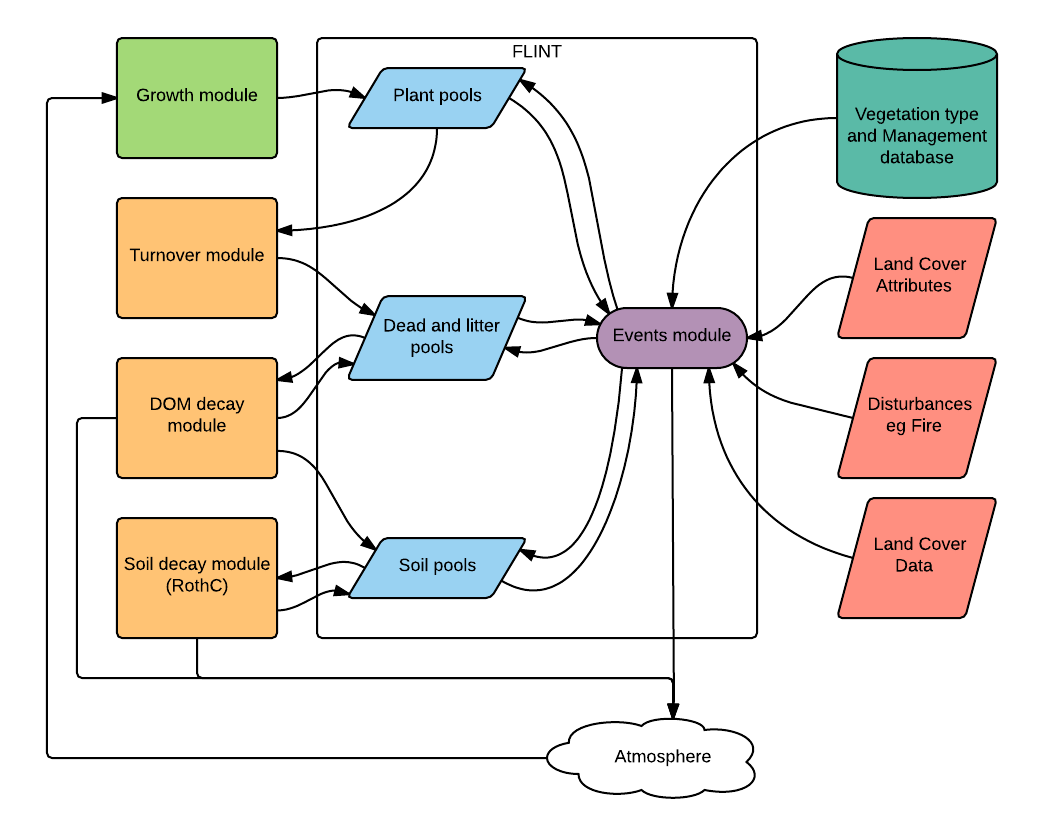 FLINT
Growth module
Plant pools
Vegetation type
and Management
database
Turnover module
Land Cover
Attributes
Dead and litter
pools
Events module
DOM decay
module
Disturbances
eg Fire
Soil decay module
(RothC)
Soil pools
Land Cover
Data
Atmosphere